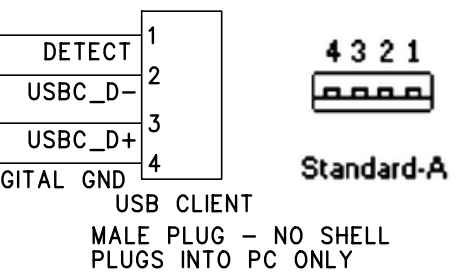 1
DETECT
2
USBC_D-
3
USBC_D+
4
GITAL GND
USB CLIENT
MALE PLUG - NO SHELL
PLUGS INTO PC ONLY
4 3 2 1
Standard-A